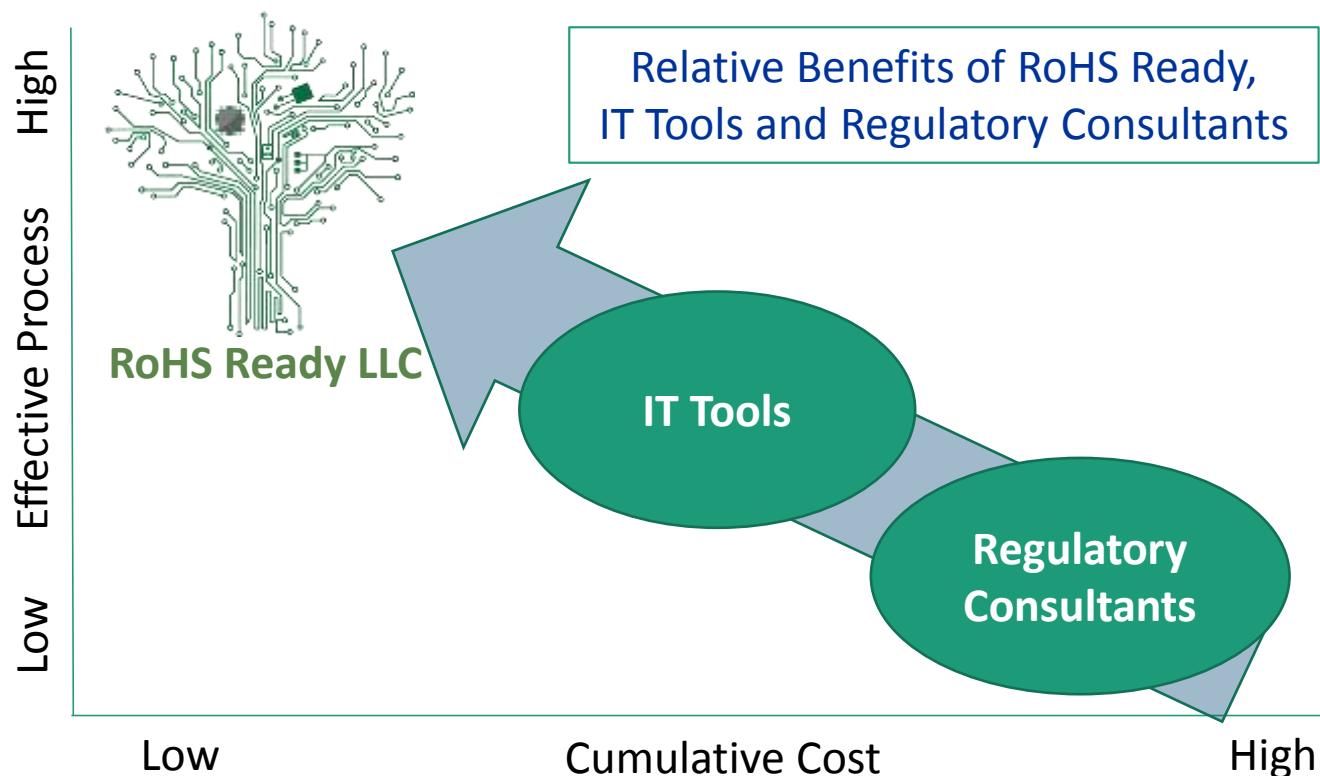 High
Effective Process
Low
Relative Benefits of RoHS Ready,
IT Tools and Regulatory Consultants
RoHS Ready LLC
IT Tools
Regulatory
Consultants
Low
Cumulative Cost
High